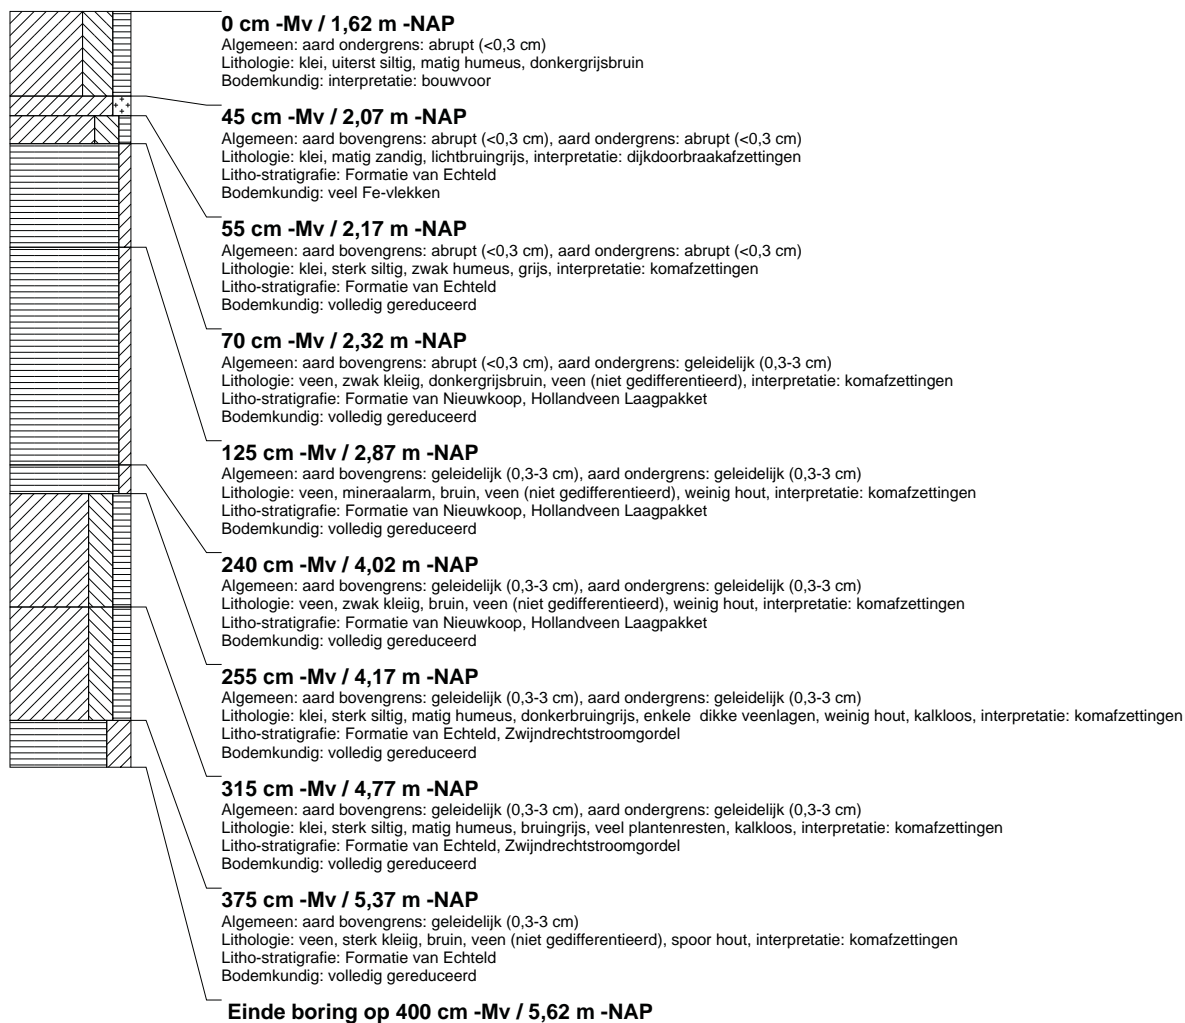 0 cm -Mv / 1,62 m -NAP
Algemeen: aard ondergrens: abrupt (<0,3 cm)
Lithologie: klei, uiterst siltig, matig humeus, donkergrijsbruin
Bodemkundig: interpretatie: bouwvoor
45 cm -Mv / 2,07 m -NAP
Algemeen: aard bovengrens: abrupt (<0,3 cm), aard ondergrens: abrupt (<0,3 cm)
Lithologie: klei, matig zandig, lichtbruingrijs, interpretatie: dijkdoorbraakafzettingen
Litho-stratigrafie: Formatie van Echteld
Bodemkundig: veel Fe-vlekken
55 cm -Mv / 2,17 m -NAP
Algemeen: aard bovengrens: abrupt (<0,3 cm), aard ondergrens: abrupt (<0,3 cm)
Lithologie: klei, sterk siltig, zwak humeus, grijs, interpretatie: komafzettingen
Litho-stratigrafie: Formatie van Echteld
Bodemkundig: volledig gereduceerd
70 cm -Mv / 2,32 m -NAP
Algemeen: aard bovengrens: abrupt (<0,3 cm), aard ondergrens: geleidelijk (0,3-3 cm)
Lithologie: veen, zwak kleiig, donkergrijsbruin, veen (niet gedifferentieerd), interpretatie: komafzettingen
Litho-stratigrafie: Formatie van Nieuwkoop, Hollandveen Laagpakket
Bodemkundig: volledig gereduceerd
125 cm -Mv / 2,87 m -NAP
Algemeen: aard bovengrens: geleidelijk (0,3-3 cm), aard ondergrens: geleidelijk (0,3-3 cm)
Lithologie: veen, mineraalarm, bruin, veen (niet gedifferentieerd), weinig hout, interpretatie: komafzettingen
Litho-stratigrafie: Formatie van Nieuwkoop, Hollandveen Laagpakket
Bodemkundig: volledig gereduceerd
240 cm -Mv / 4,02 m -NAP
Algemeen: aard bovengrens: geleidelijk (0,3-3 cm), aard ondergrens: geleidelijk (0,3-3 cm)
Lithologie: veen, zwak kleiig, bruin, veen (niet gedifferentieerd), weinig hout, interpretatie: komafzettingen
Litho-stratigrafie: Formatie van Nieuwkoop, Hollandveen Laagpakket
Bodemkundig: volledig gereduceerd
255 cm -Mv / 4,17 m -NAP
Algemeen: aard bovengrens: geleidelijk (0,3-3 cm), aard ondergrens: geleidelijk (0,3-3 cm)
Lithologie: klei, sterk siltig, matig humeus, donkerbruingrijs, enkele  dikke veenlagen, weinig hout, kalkloos, interpretatie: komafzettingen
Litho-stratigrafie: Formatie van Echteld, Zwijndrechtstroomgordel
Bodemkundig: volledig gereduceerd
315 cm -Mv / 4,77 m -NAP
Algemeen: aard bovengrens: geleidelijk (0,3-3 cm), aard ondergrens: geleidelijk (0,3-3 cm)
Lithologie: klei, sterk siltig, matig humeus, bruingrijs, veel plantenresten, kalkloos, interpretatie: komafzettingen
Litho-stratigrafie: Formatie van Echteld, Zwijndrechtstroomgordel
Bodemkundig: volledig gereduceerd
375 cm -Mv / 5,37 m -NAP
Algemeen: aard bovengrens: geleidelijk (0,3-3 cm)
Lithologie: veen, sterk kleiig, bruin, veen (niet gedifferentieerd), spoor hout, interpretatie: komafzettingen
Litho-stratigrafie: Formatie van Echteld
Bodemkundig: volledig gereduceerd
Einde boring op 400 cm -Mv / 5,62 m -NAP